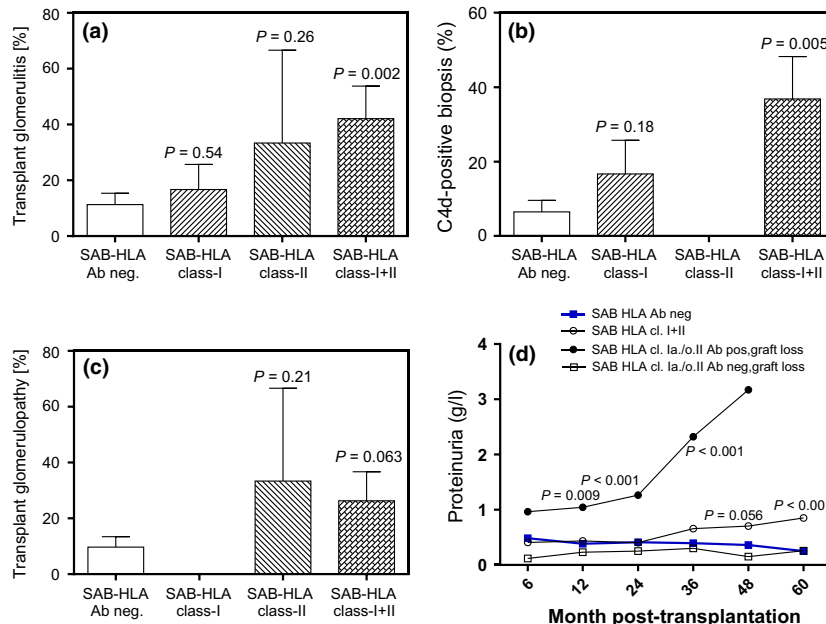 (a)
Transplant glomerulitis [%]
80
60
40
20
0
P = 0.54
P = 0.26
P = 0.002
SAB-HLA Ab neg.
SAB-HLA class-I
SAB-HLA class-II
SAB-HLA class-I+II
(b)
C4d-positive biopsis (%)
60
40
20
0
P = 0.18
P = 0.005
SAB-HLA Ab neg.
SAB-HLA class-I
SAB-HLA class-II
SAB-HLA class-I+II
(c)
Transplant glomerulopathy [%]
80
60
40
20
0
P = 0.21
P = 0.063
SAB-HLA Ab neg.
SAB-HLA class-I
SAB-HLA class-II
SAB-HLA class-I+II
SAB HLA Ab neg
SAB HLA cl. I+II
SAB HLA cl. Ia./o.II Ab pos,graft loss
SAB HLA cl. Ia./o.II Ab neg,graft loss
(d)
Proteinuria (g/l)
4
3
2
1
0
P = 0.009
P < 0.001
P < 0.001
P = 0.056
P < 0.00
6
12
24
36
48
60
Month post-transplantation